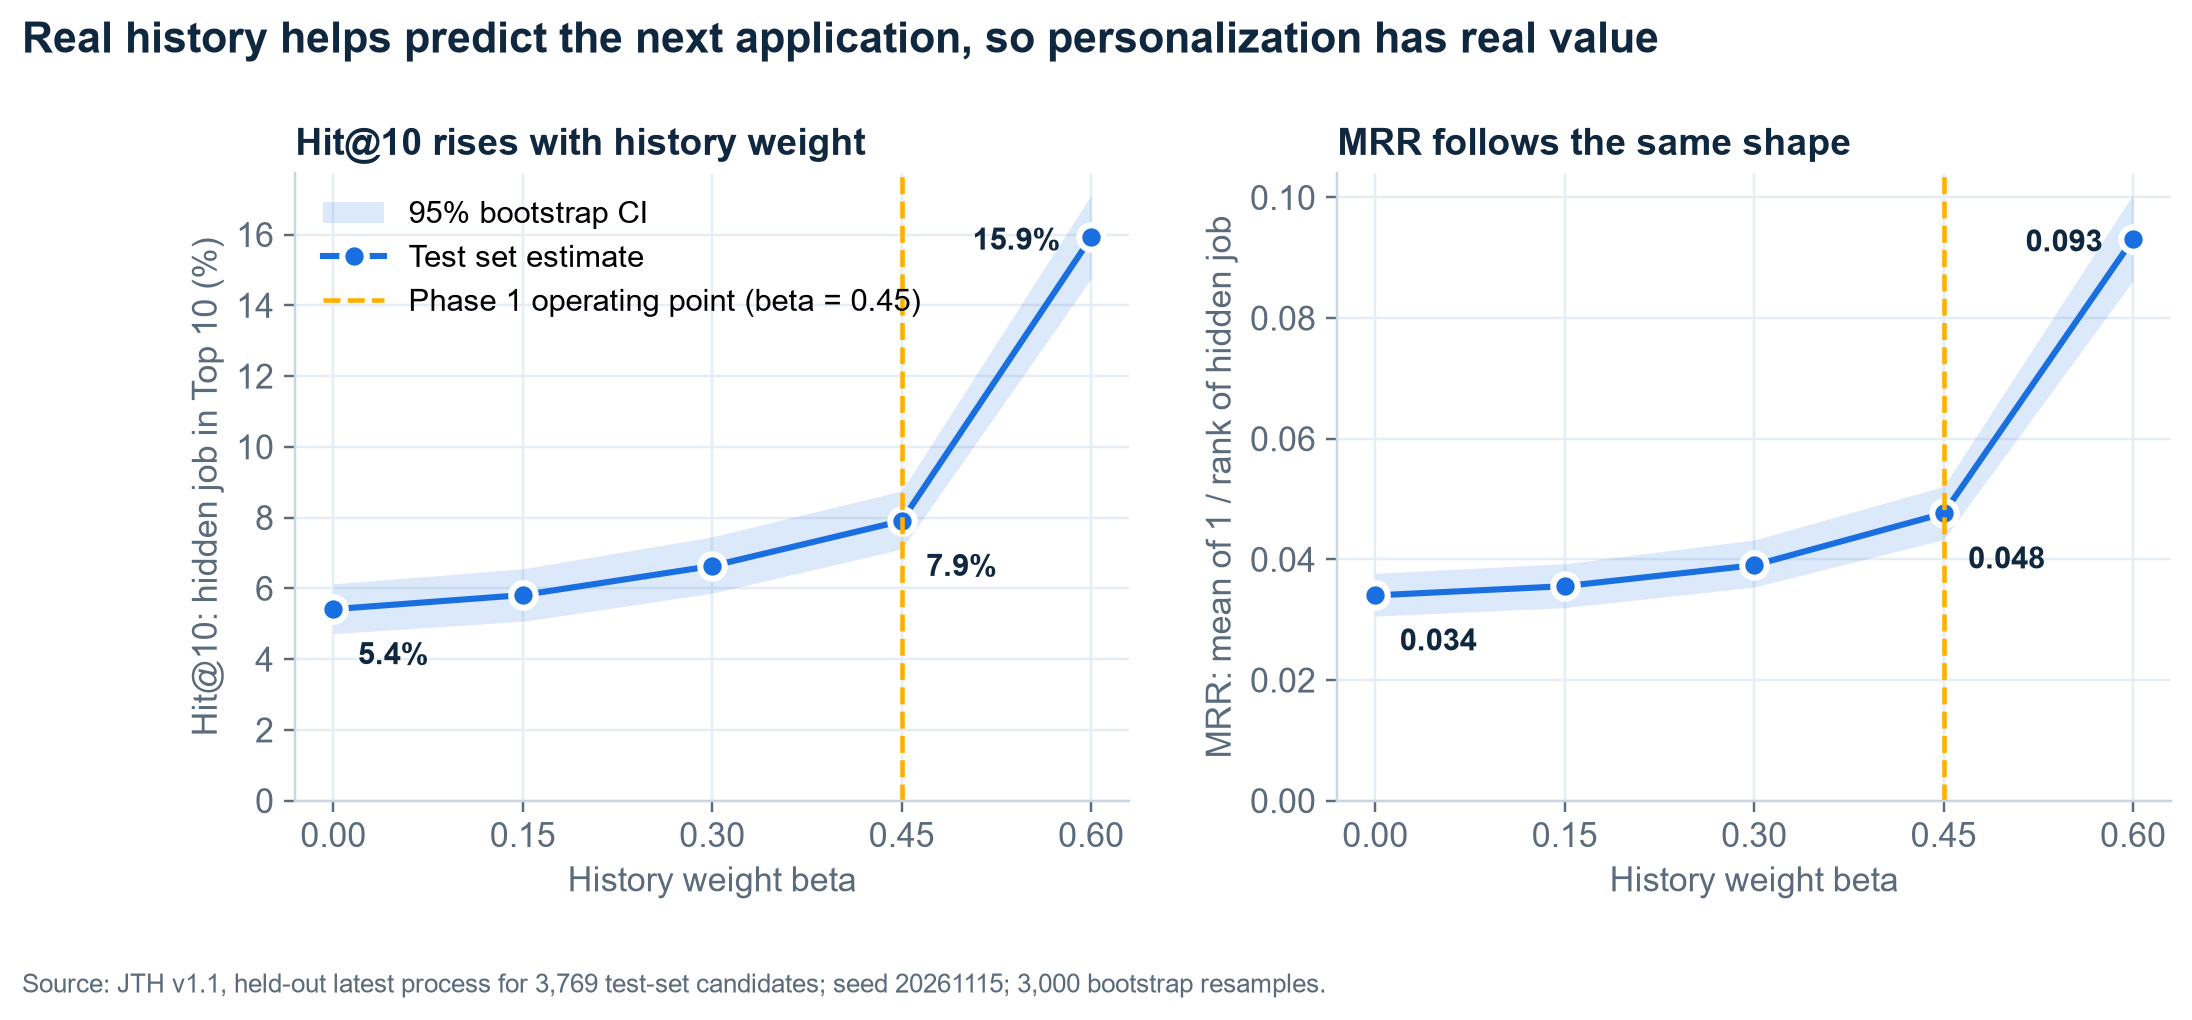 Real history helps predict the next application, so personalization has real value
Hit@10 rises with history weight
95% bootstrap CI
Test set estimate
Phase 1 operating point (beta = 0.45)
Hit@10: hidden job in Top 10 (%)
16
14
12
10
8
6
4
2
0
15.9%
7.9%
5.4%
0.00 0.15 0.30 0.45 0.60
History weight beta
MRR follows the same shape
MRR: mean of 1 / rank of hidden job
0.10
0.08
0.06
0.04
0.02
0.00
0.093
0.048
0.034
0.00 0.15 0.30 0.45 0.60
History weight beta
Source: JTH v1.1, held-out latest process for 3,769 test-set candidates; seed 20261115; 3,000 bootstrap resamples.